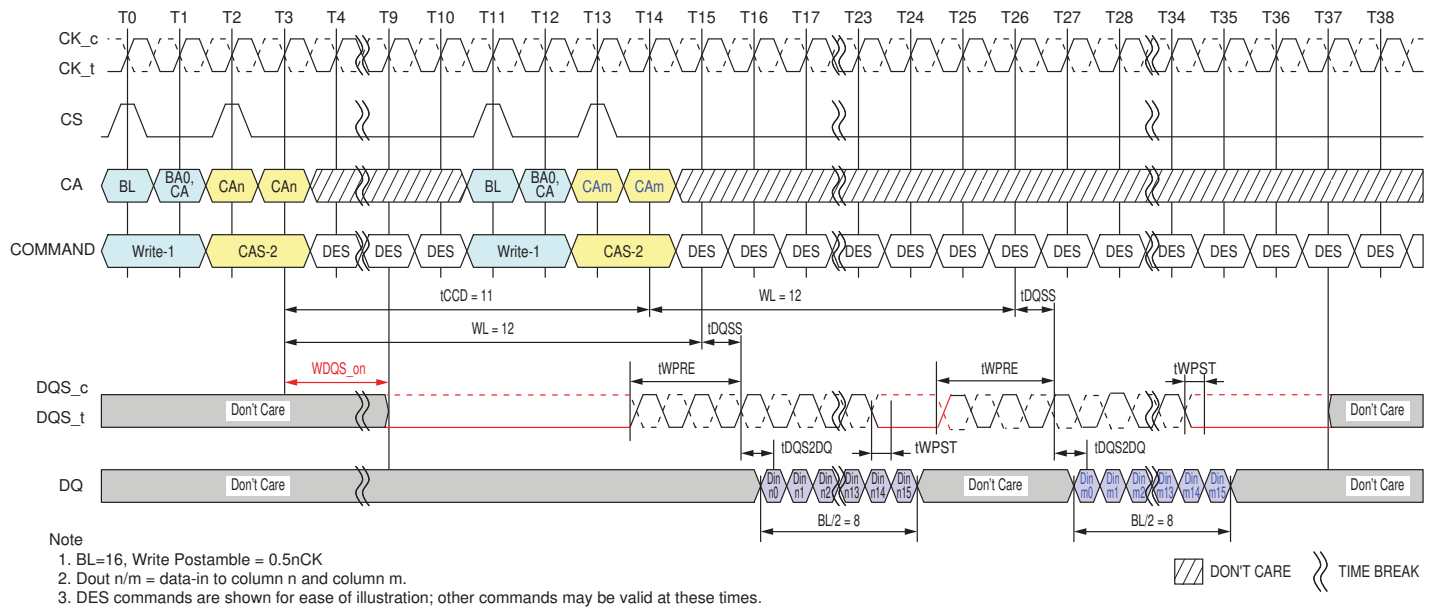 T0 T1 T2 T3 T4 T9 T10 T11 T12 T13 T14 T15 T16 T17 T23 T24 T25 T26 T27 T28 T34 T35 T36 T37 T38
CK_c
CK_t
CS
CA BL BA0, CA CAn CAn BL BA0, CA CAm CAm
COMMAND Write-1 CAS-2 DES DES DES Write-1 CAS-2 DES DES DES DES DES DES DES DES DES DES DES DES DES DES
tCCD = 11 WL = 12 tDQSS
WL = 12 tDQSS
WDQS_on tWPRE tWPRE tWPST
DQS_c
DQS_t Don't Care Don't Care
tDQS2DQ tWPST tDQS2DQ
DQ Don't Care Din n0 Din n1 Din n2 Din n13 Din n14 Din n15 Don't Care Din m0 Din m1 Din m2 Din m13 Din m14 Din m15 Don't Care
BL/2 = 8 BL/2 = 8
Note
1. BL=16, Write Postamble = 0.5nCK
2. Dout n/m = data-in to column n and column m.
3. DES commands are shown for ease of illustration; other commands may be valid at these times.
DON'T CARE TIME BREAK